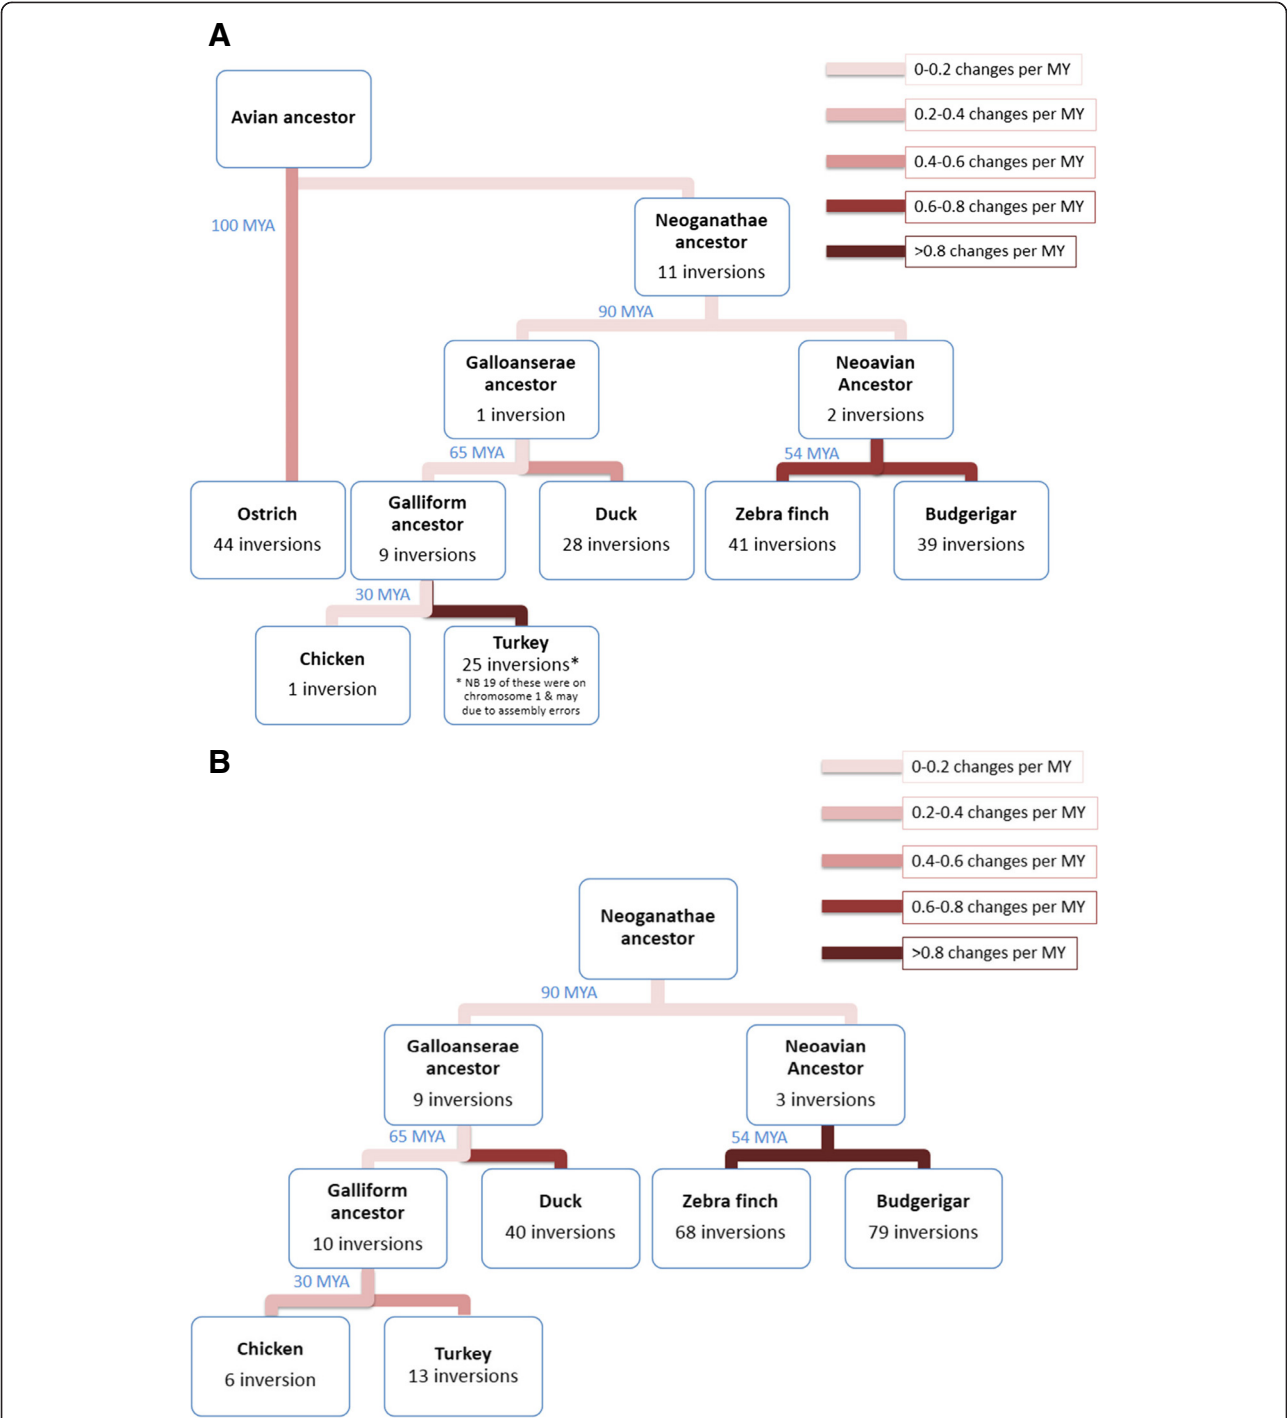 A
Avian ancestor
0-0.2 changes per MY
0.2-0.4 changes per MY
0.4-0.6 changes per MY
0.6-0.8 changes per MY
>0.8 changes per MY
100 MYA
Neoganathae
ancestor
11 inversions
90 MYA
Galloanserae
ancestor
1 inversion
Neoavian
Ancestor
2 inversions
65 MYA
54 MYA
Ostrich
44 inversions
Galliform
ancestor
9 inversions
Duck
28 inversions
Zebra finch
41 inversions
Budgerigar
39 inversions
30 MYA
Chicken
1 inversion
Turkey
25 inversions*
* NB 19 of these were on
chromosome 1 & may
due to assembly errors
B
0-0.2 changes per MY
0.2-0.4 changes per MY
0.4-0.6 changes per MY
0.6-0.8 changes per MY
>0.8 changes per MY
Neoganathae
ancestor
90 MYA
Galloanserae
ancestor
9 inversions
Neoavian
Ancestor
3 inversions
65 MYA
54 MYA
Galliform
ancestor
10 inversions
Duck
40 inversions
Zebra finch
68 inversions
Budgerigar
79 inversions
30 MYA
Chicken
6 inversion
Turkey
13 inversions